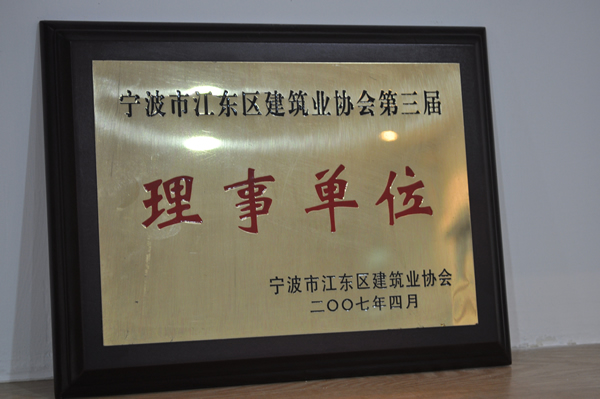 宁波市江东区建筑业协会第三届
理事单位
宁波市江东区建筑业协会
二〇〇七年四月